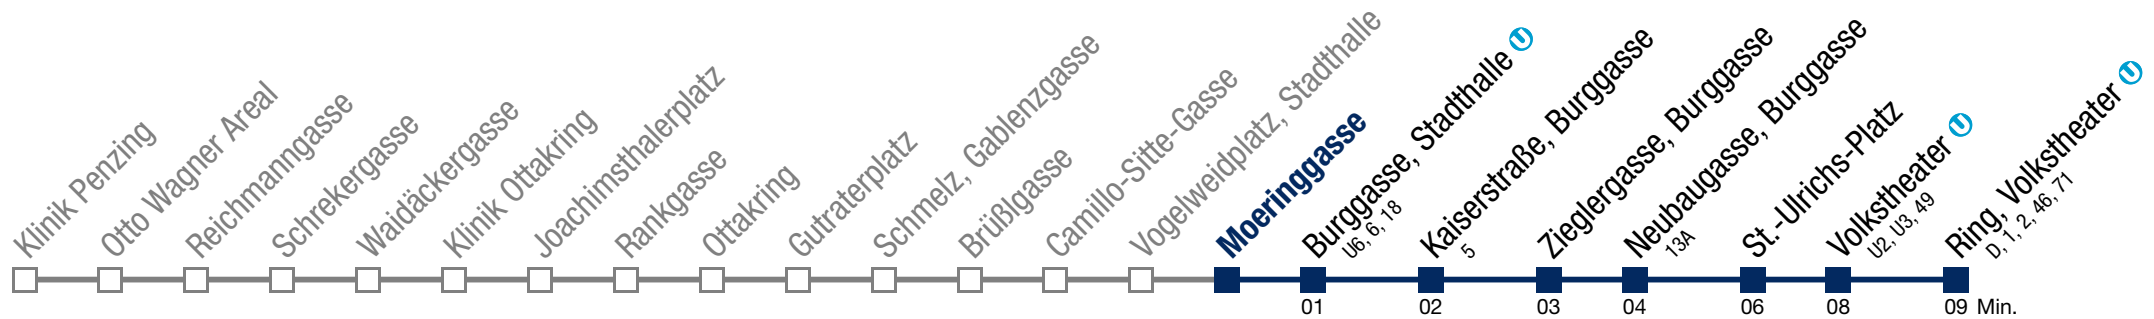 Klinik Penzing
Otto Wagner Areal
Reichmanngasse
Schrekergasse
Waidäckergasse
Klinik Ottakring
Joachimsthalerplatz
Rankgasse
Ottakring
Gutraterplatz
Schmelz, Gablenzgasse
Brüßlgasse
Camillo-Sitte-Gasse
Vogelweidplatz, Stadthalle
Moeringgasse
Burggasse, Stadthalle U
U6, 6, 18
Kaiserstraße, Burggasse
5
Zieglergasse, Burggasse
Neubaugasse, Burggasse
13A
St.-Ulrichs-Platz
Volkstheater U
U2, U3, 49
Ring, Volkstheater U
D, 1, 2, 46, 71
01 02 03 04 06 08 09 Min.